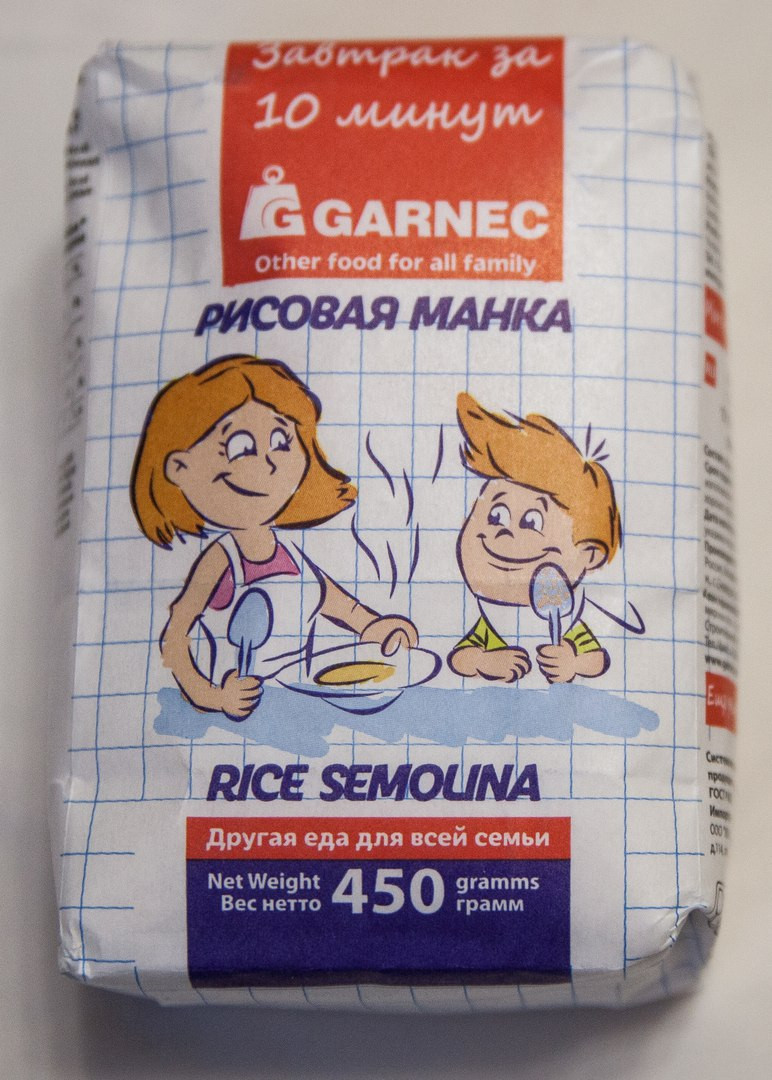 Завтрак за
10 минут
GARNEC
Other food for all family
РИСОВАЯ МАНКА
RICE SEMOLINA
Другая еда для всей семьи
Net Weight 450 gramms
Вес нетто грамм